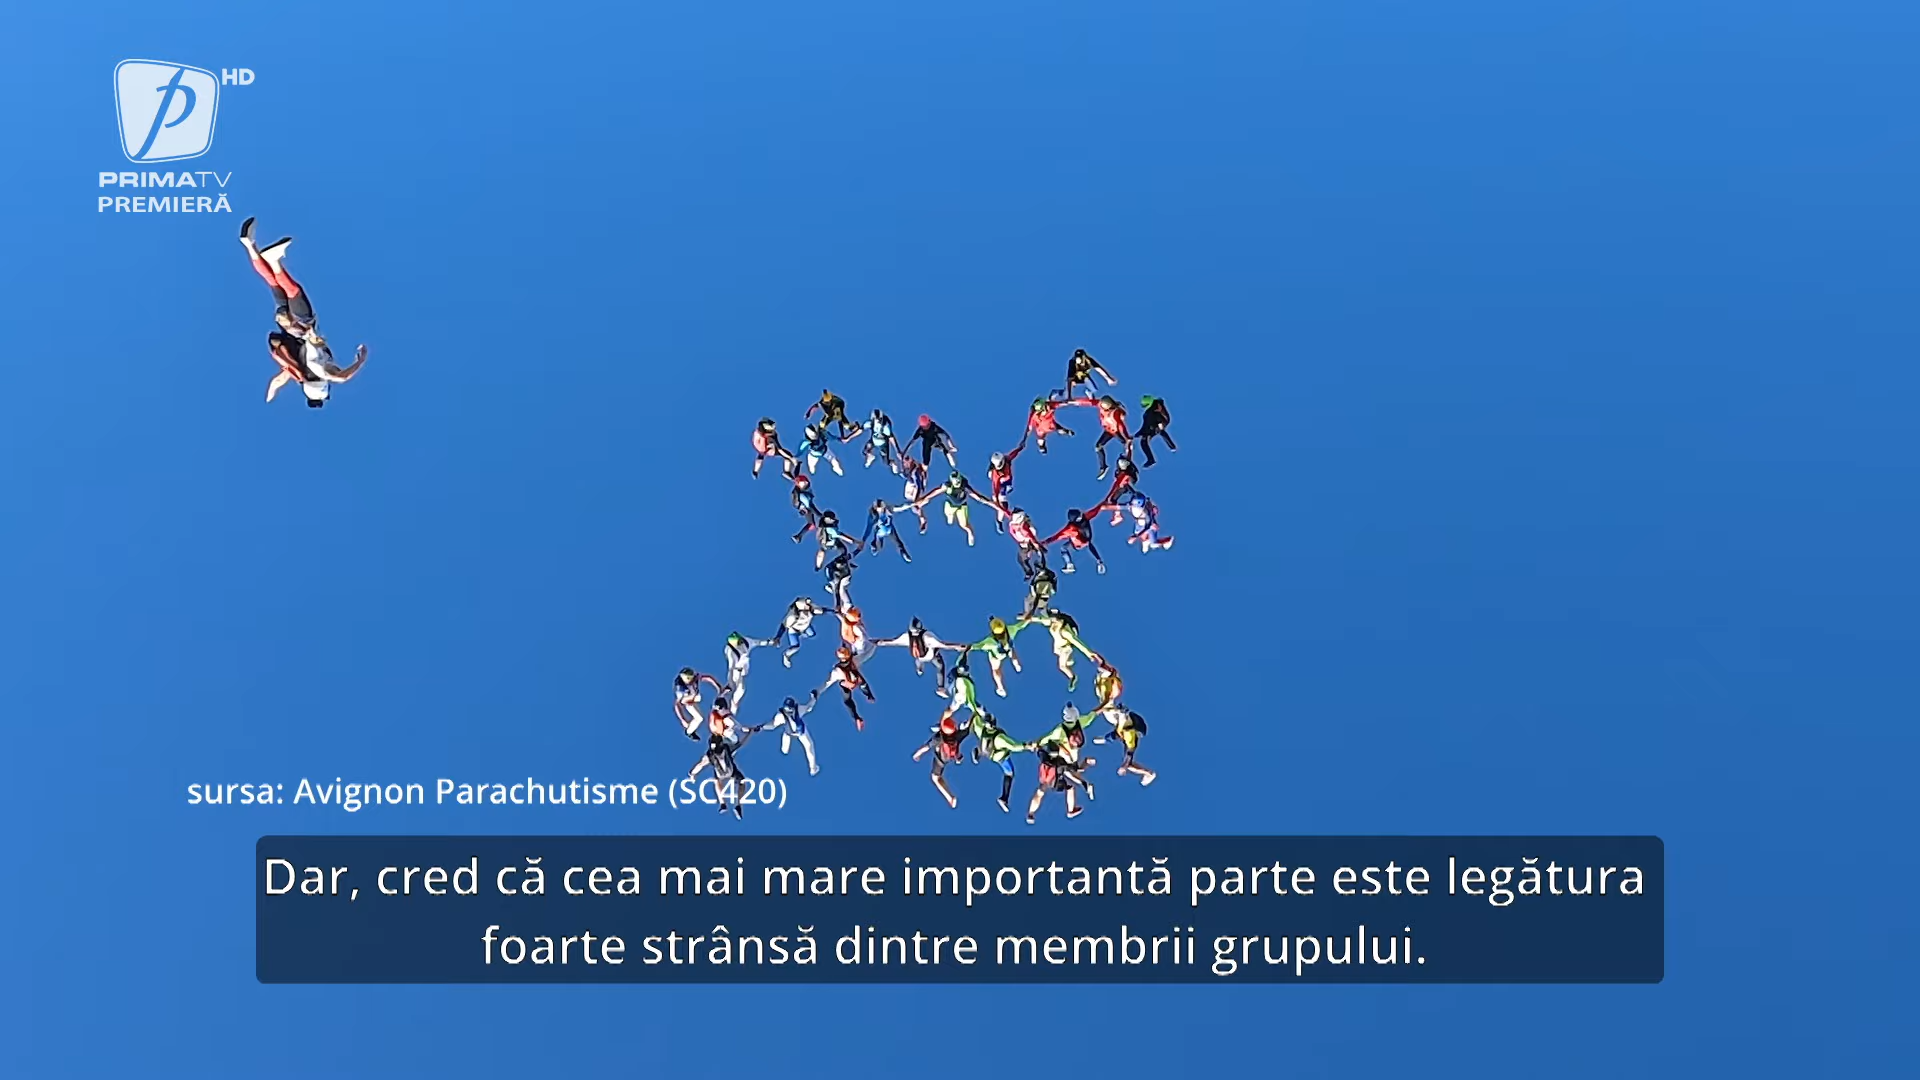 HD
PRIMATV
PREMIERĂ
sursa: Avignon Parachutisme (SC420)
Dar, cred că cea mai mare importantă parte este legătura
foarte strânsă dintre membrii grupului.